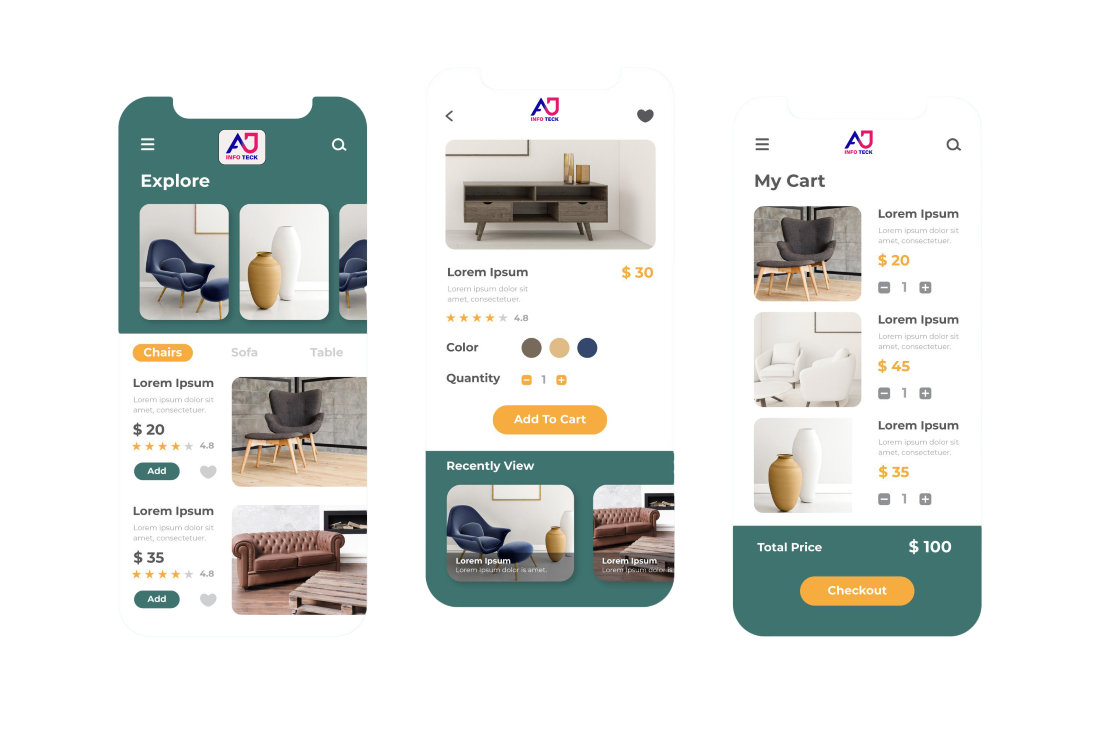 AJ
INFO TECK
Explore
Chairs
Sofa
Table
Lorem Ipsum
Lorem ipsum dolor sit
amet, consectetuer.
$ 20
4.8
Add
Lorem Ipsum
Lorem ipsum dolor sit
amet, consectetuer.
$ 35
4.8
Add
AJ
INFO TECK
Lorem Ipsum
$ 30
Lorem ipsum dolor sit
amet, consectetuer.
4.8
Color
Quantity
1
Add To Cart
Recently View
Lorem Ipsum
Lorem ipsum dolor is amet.
Lorem Ipsum
Lorem ipsum dolor is
AJ
INFO TECK
My Cart
Lorem Ipsum
Lorem ipsum dolor sit
amet, consectetuer.
$ 20
1
Lorem Ipsum
Lorem ipsum dolor sit
amet, consectetuer.
$ 45
1
Lorem Ipsum
Lorem ipsum dolor sit
amet, consectetuer.
$ 35
1
Total Price
$ 100
Checkout